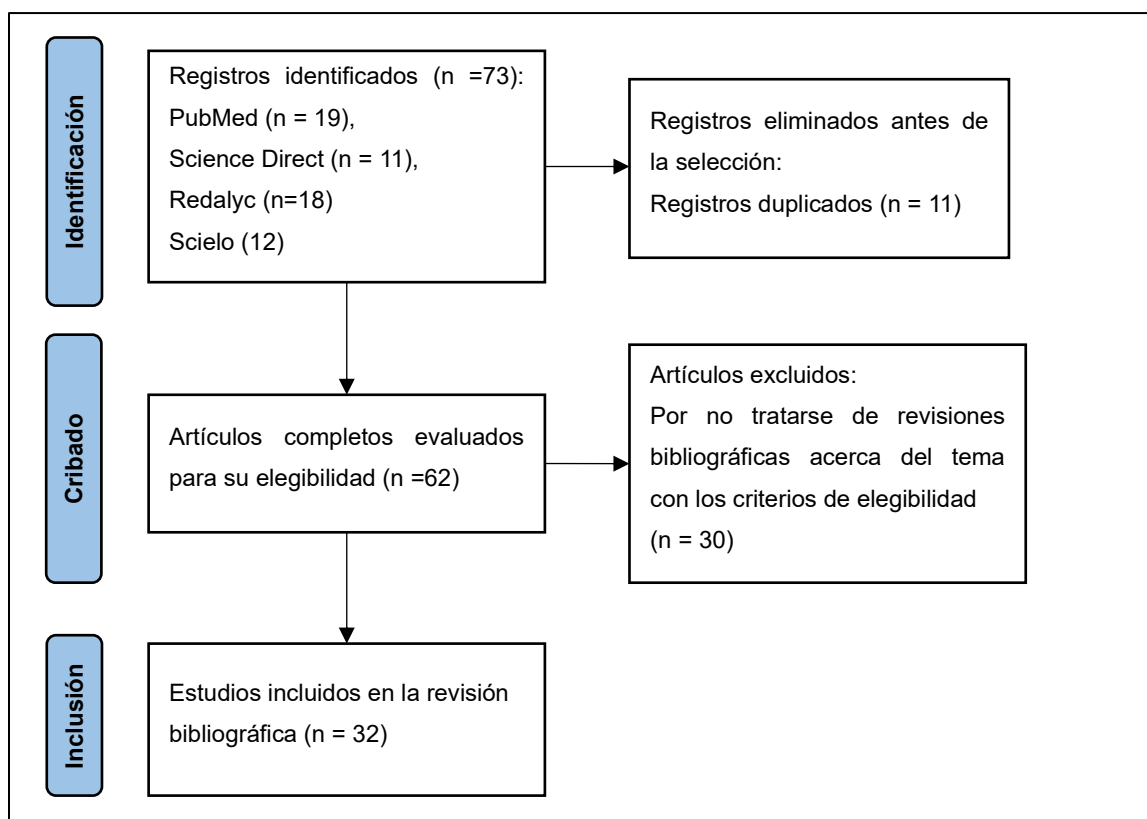 Identificación
Registros identificados (n =73):
PubMed (n = 19),
Science Direct (n = 11),
Redalyc (n=18)
Scielo (12)
Registros eliminados antes de
la selección:
Registros duplicados (n = 11)
Cribado
Artículos completos evaluados
para su elegibilidad (n =62)
Artículos excluidos:
Por no tratarse de revisiones
bibliográficas acerca del tema
con los criterios de elegibilidad
(n = 30)
Inclusión
Estudios incluidos en la revisión
bibliográfica (n = 32)